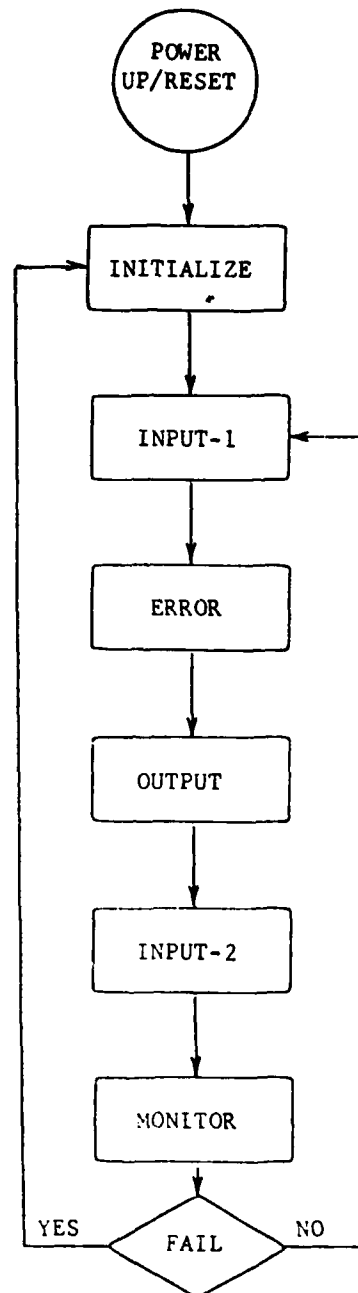 POWER
UP/RESET
INITIALIZE
INPUT-1
ERROR
OUTPUT
INPUT-2
MONITOR
YES
FAIL
NO